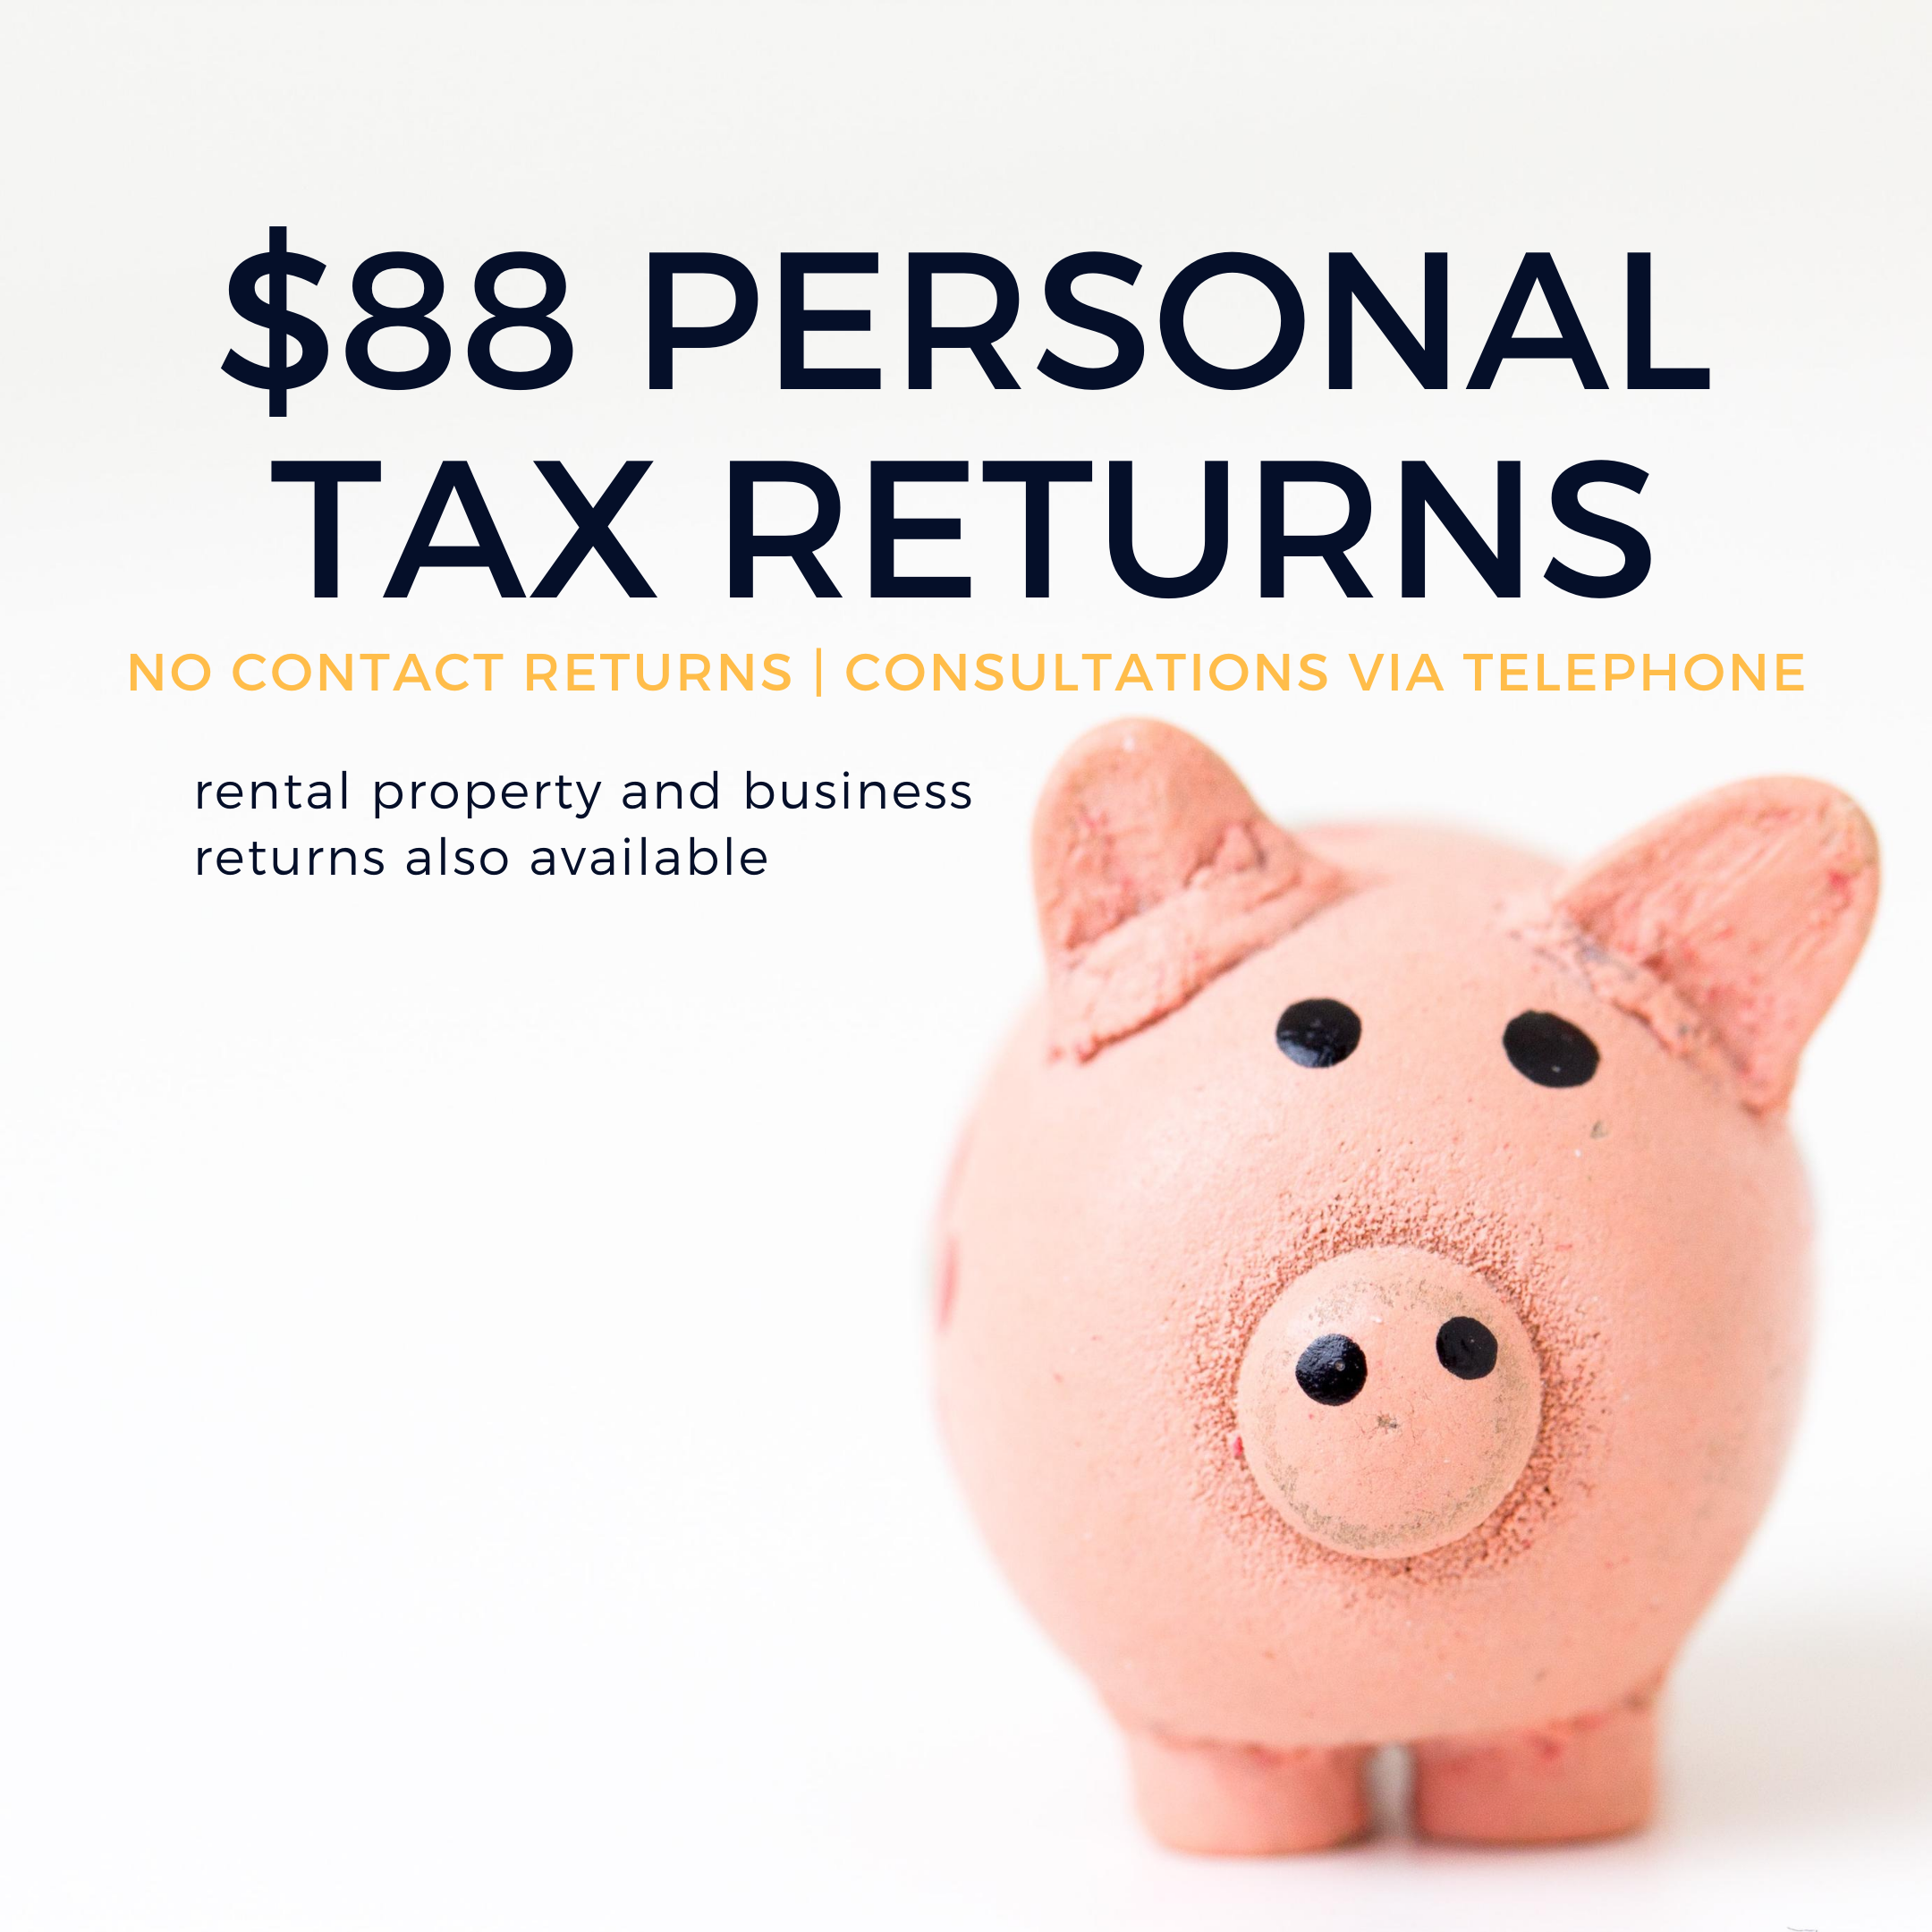 $88 PERSONAL
TAX RETURNS
NO CONTACT RETURNS | CONSULTATIONS VIA TELEPHONE
rental property and business
returns also available